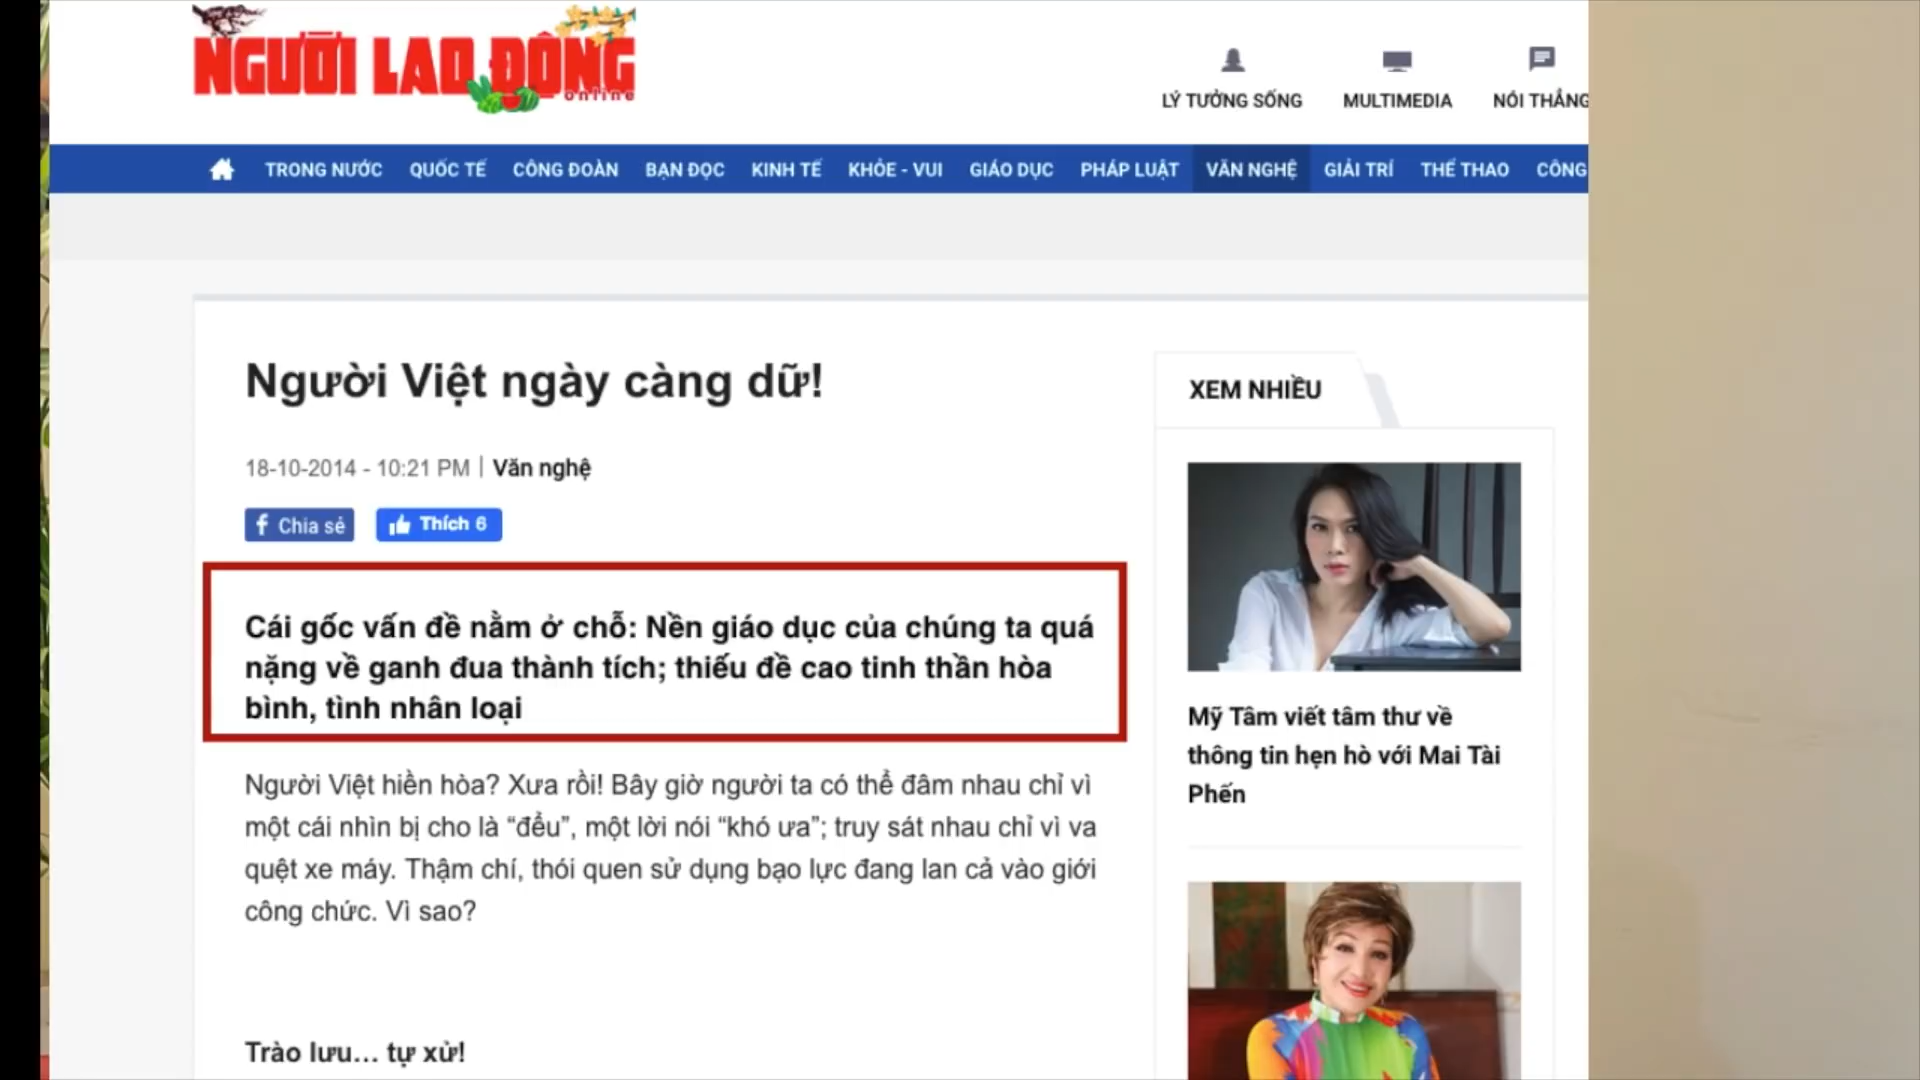 NGƯỜI LAO ĐỘNG
online
LÝ TƯỞNG SỐNG MULTIMEDIA NÓI THẲNG
TRONG NƯỚC QUỐC TẾ CÔNG ĐOÀN BẠN ĐỌC KINH TẾ KHỎE - VUI GIÁO DỤC PHÁP LUẬT VĂN NGHỆ GIẢI TRÍ THỂ THAO CÔNG
Người Việt ngày càng dữ!
18-10-2014 - 10:21 PM | Văn nghệ
Chia sẻ Thích 6
Cái gốc vấn đề nằm ở chỗ: Nền giáo dục của chúng ta quá
nặng về ganh đua thành tích; thiếu đề cao tinh thần hòa
bình, tình nhân loại
Người Việt hiền hòa? Xưa rồi! Bây giờ người ta có thể đâm nhau chỉ vì
một cái nhìn bị cho là “đểu”, một lời nói “khó ưa”; truy sát nhau chỉ vì va
quệt xe máy. Thậm chí, thói quen sử dụng bạo lực đang lan cả vào giới
công chức. Vì sao?
Trào lưu... tự xử!
XEM NHIỀU
Mỹ Tâm viết tâm thư về
thông tin hẹn hò với Mai Tài
Phến